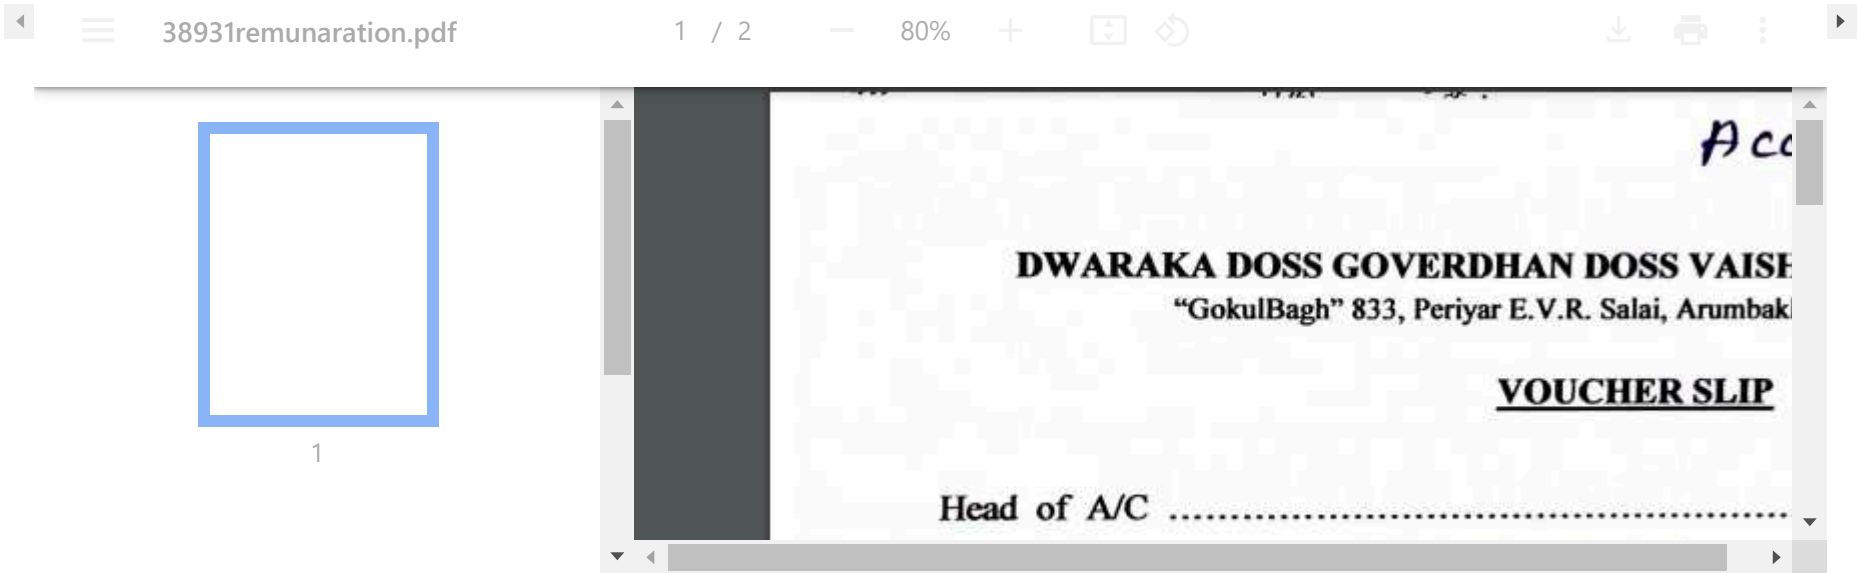 38931remunaration.pdf 1 / 2 80%
1
Acc
DWARAKA DOSS GOVERDHAN DOSS VAISH
“GokulBagh” 833, Periyar E.V.R. Salai, Arumbak
VOUCHER SLIP
Head of A/C ....................................................